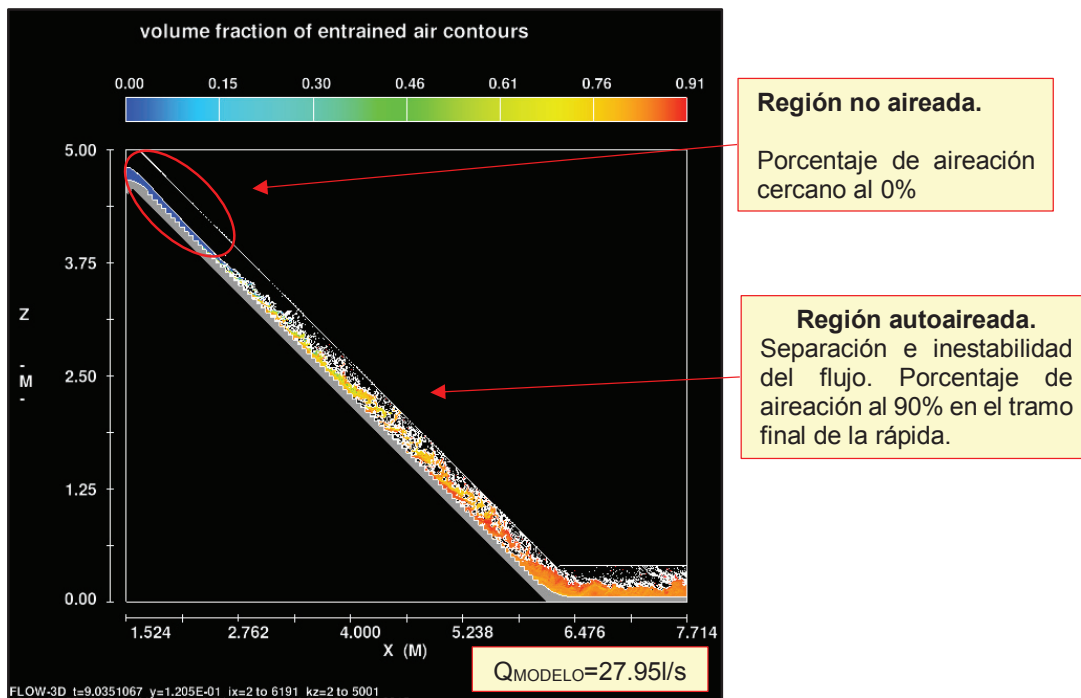 volume fraction of entrained air contours
0.00 0.15 0.30 0.46 0.61 0.76 0.91
Región no aireada.
Porcentaje de aireación
cercano al 0%
5.00
3.75
Z
-
M
-
2.50
1.25
0.00
Región autoaireada.
Separación e inestabilidad
del flujo. Porcentaje de
aireación al 90% en el tramo
final de la rápida.
1.524 2.762 4.000 5.238 6.476 7.714
X (M)
QMODELO=27.95l/s
FLOW-3D t=9.0351067 y=1.205E-01 ix=2 to 6191 kz=2 to 5001